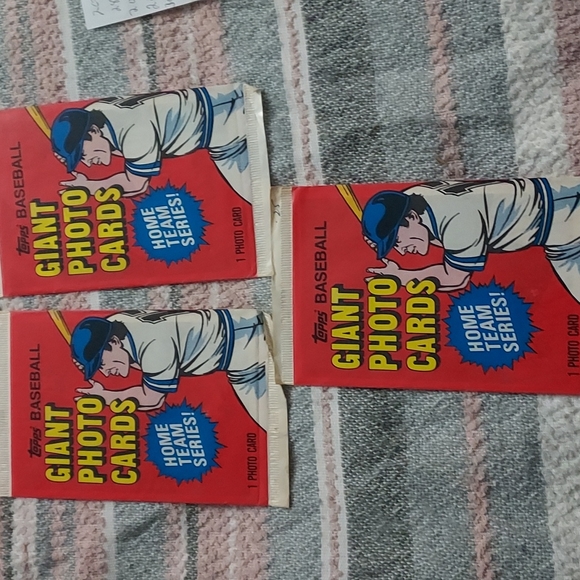 Topps BASEBALL
GIANT
PHOTO
CARDS
HOME
TEAM
SERIES!
1 PHOTO CARD
Topps BASEBALL
GIANT
PHOTO
CARDS
HOME
TEAM
SERIES!
1 PHOTO CARD
Topps BASEBALL
GIANT
PHOTO
CARDS
HOME
TEAM
SERIES!
1 PHOTO CARD